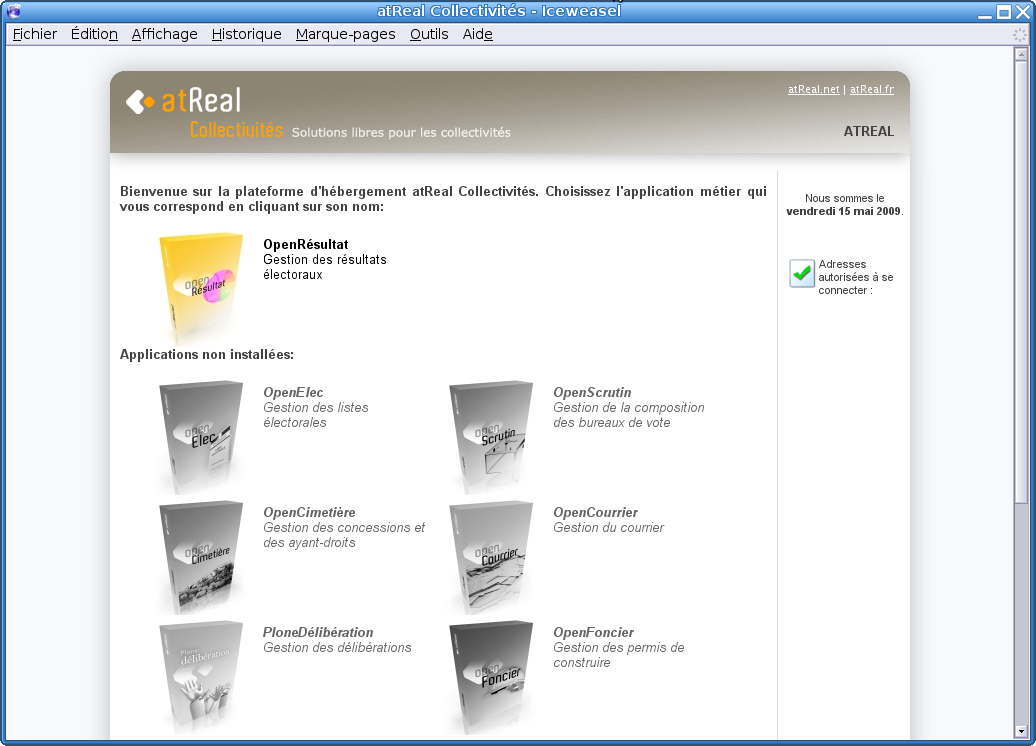 atReal Collectivités - Iceweasel
Fichier Édition Affichage Historique Marque-pages Outils Aide
atReal
atReal.net | atReal.fr
Collectivités Solutions libres pour les collectivités
ATREAL
Bienvenue sur la plateforme d'hébergement atReal Collectivités. Choisissez l'application métier qui
vous correspond en cliquant sur son nom:
Nous sommes le
vendredi 15 mai 2009.
open
Résultat
OpenRésultat
Gestion des résultats
électoraux
Adresses
autorisées à se
connecter :
Applications non installées:
open
Elec
OpenElec
Gestion des listes
électorales
open
Scrutin
OpenScrutin
Gestion de la composition
des bureaux de vote
open
Cimetière
OpenCimetière
Gestion des concessions et
des ayant-droits
open
Courrier
OpenCourrier
Gestion du courrier
Plone
délibération
PloneDélibération
Gestion des délibérations
open
Foncier
OpenFoncier
Gestion des permis de
construire